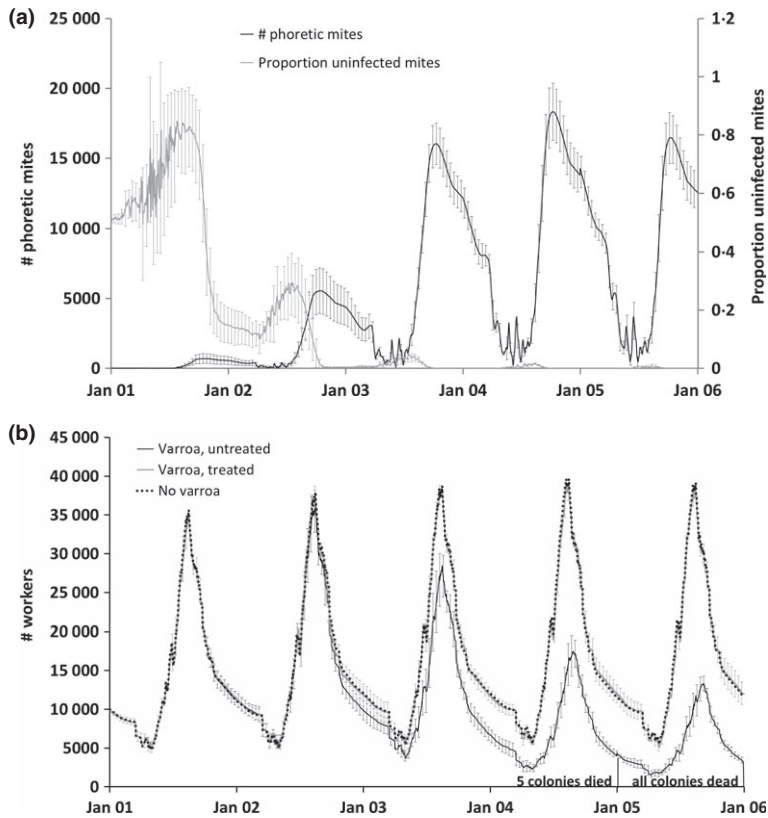 (a)
25 000
20 000
15 000
10 000
5000
0
# phoretic mites
# phoretic mites
Proportion uninfected mites
1·2
1
0·8
0·6
0·4
0·2
0
Proportion uninfected mites
Jan 01 Jan 02 Jan 03 Jan 04 Jan 05 Jan 06
(b)
45 000
40 000
35 000
30 000
25 000
20 000
15 000
10 000
5000
0
# workers
Varroa, untreated
Varroa, treated
No varroa
5 colonies died all colonies dead
Jan 01 Jan 02 Jan 03 Jan 04 Jan 05 Jan 06